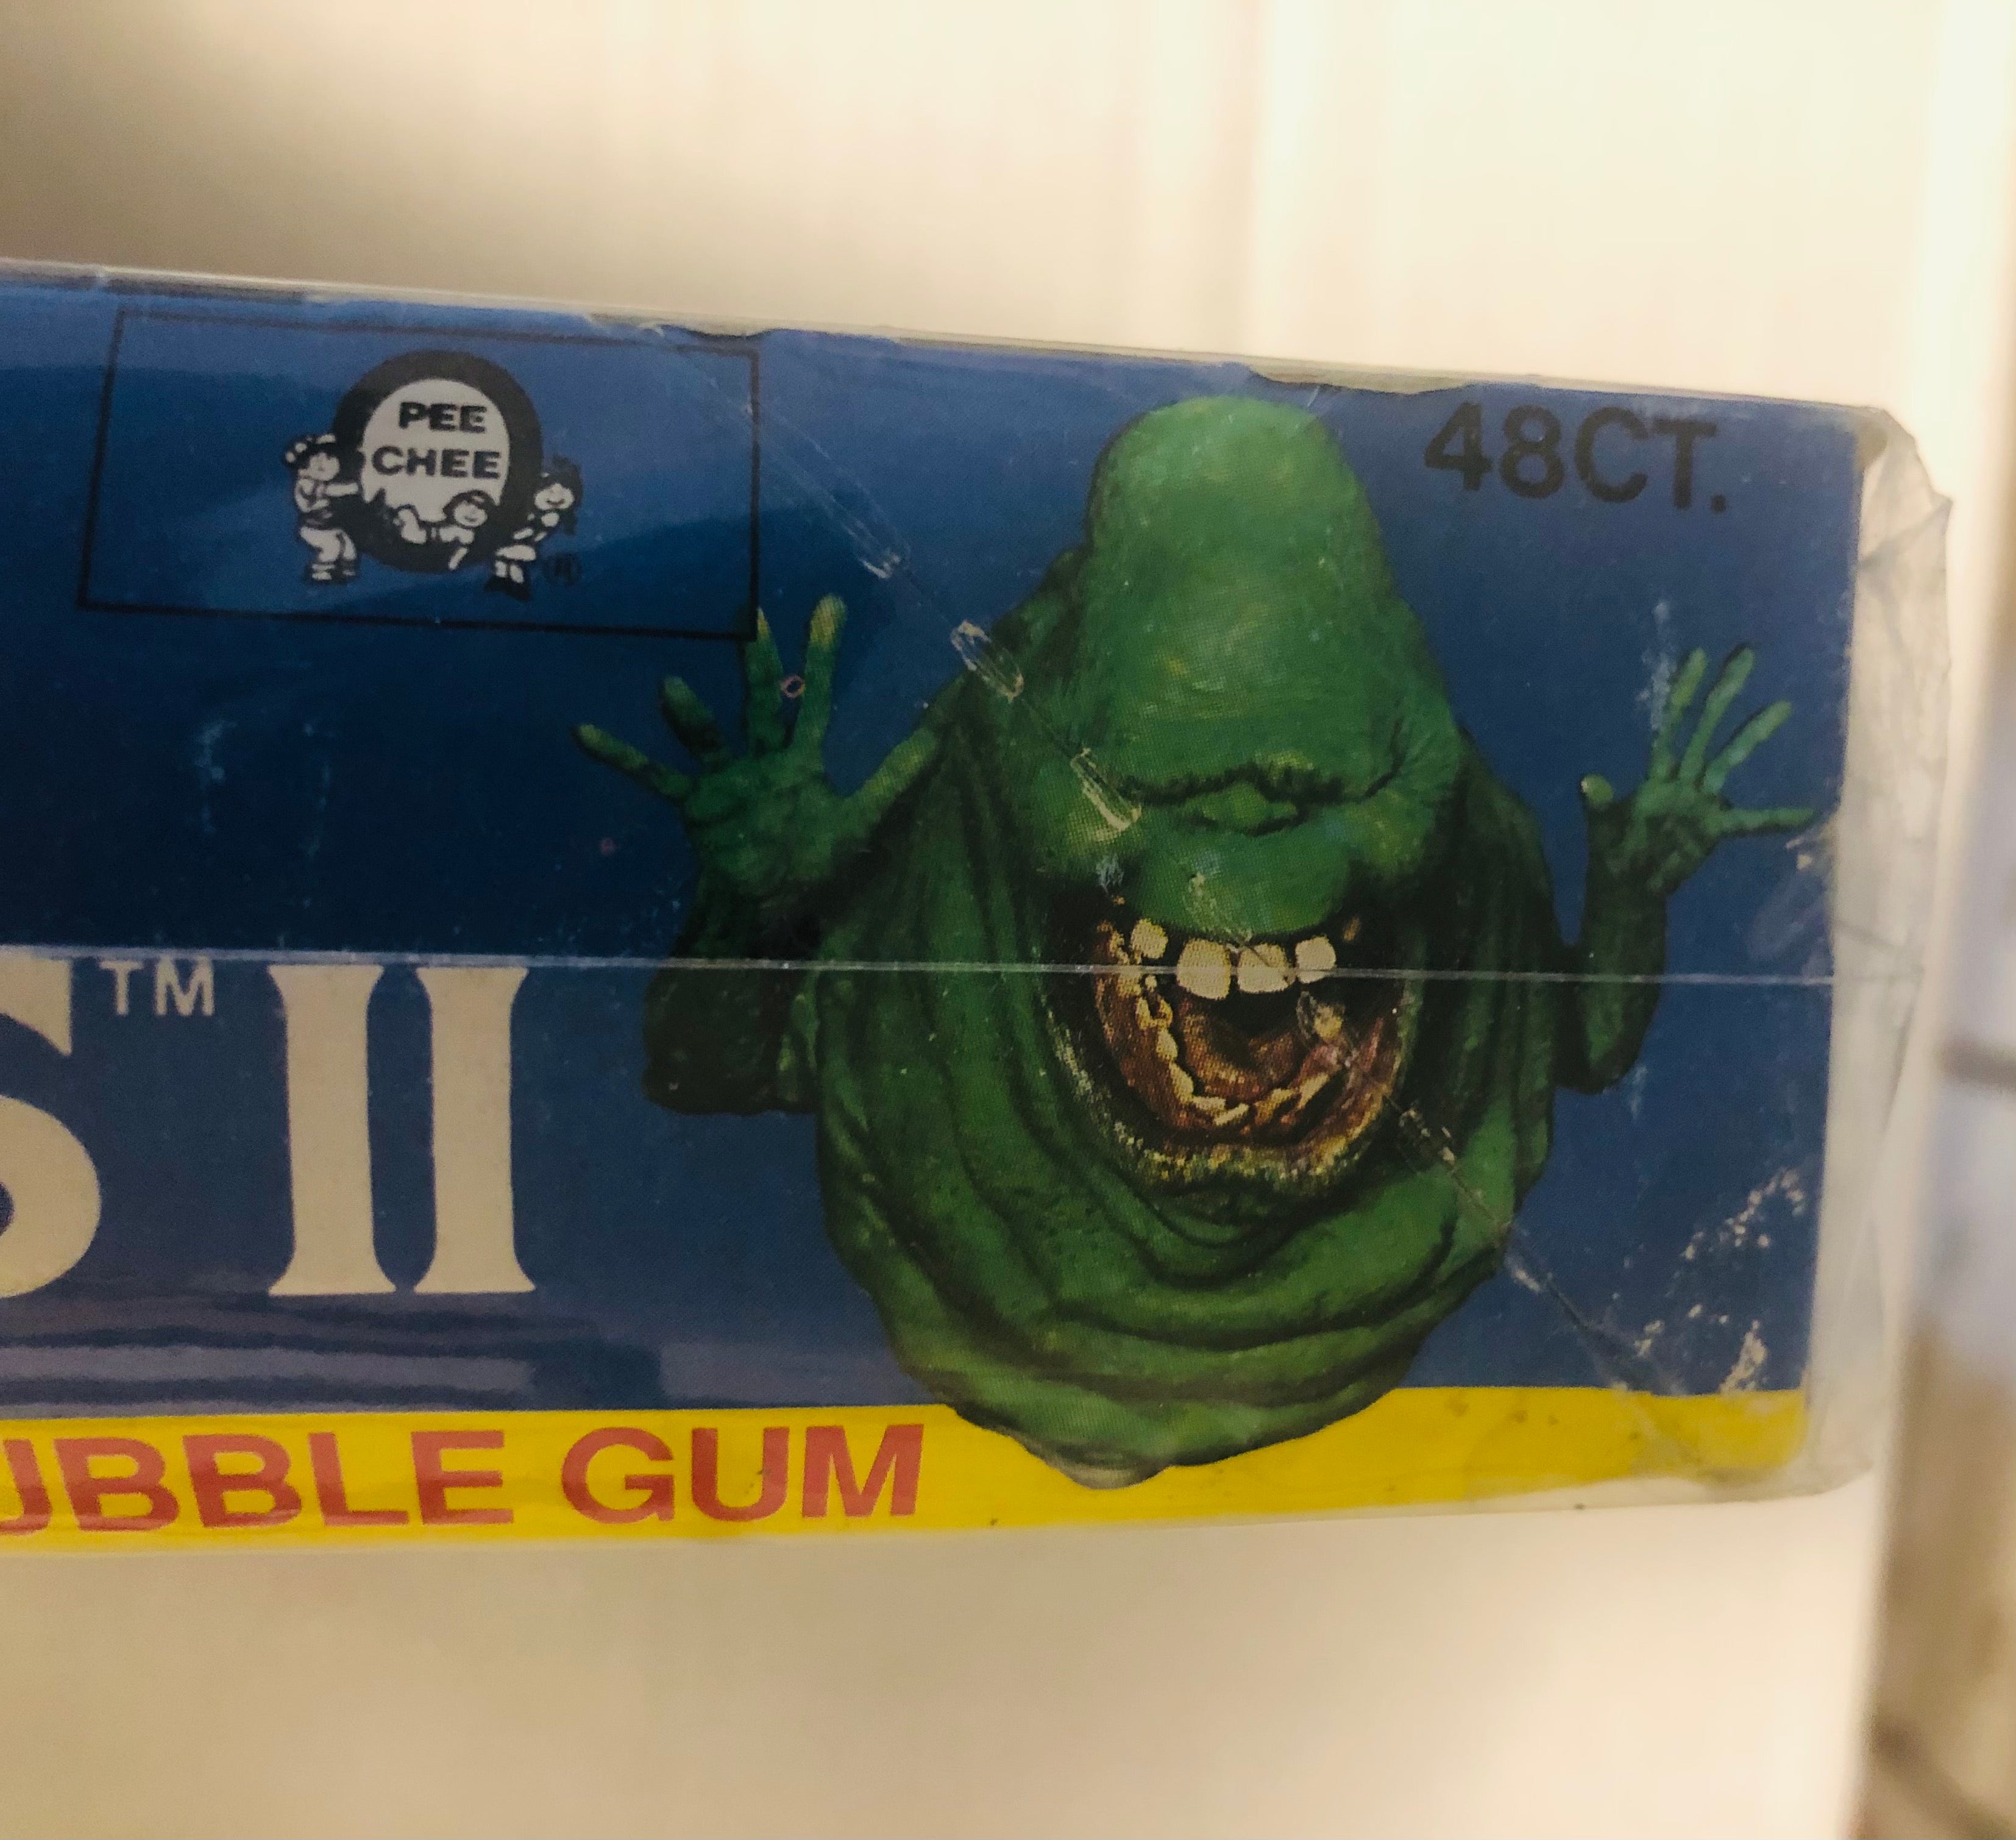 PEE
CHEE
®
48CT.
S™ II
UBBLE GUM